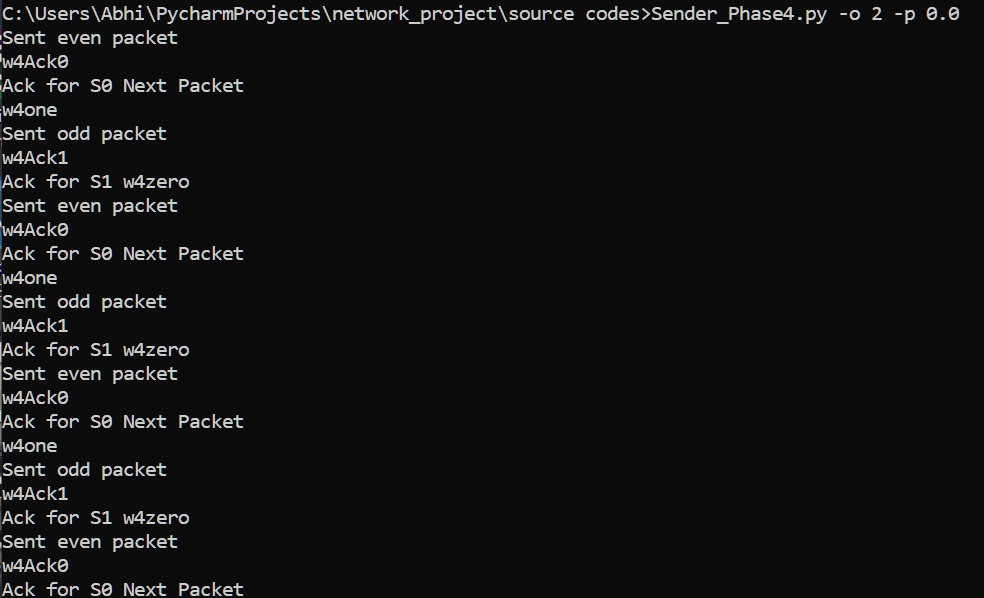 C:\Users\Abhi\PycharmProjects\network_project\source codes>Sender_Phase4.py -o 2 -p 0.0
Sent even packet
w4Ack0
Ack for S0 Next Packet
w4one
Sent odd packet
w4Ack1
Ack for S1 w4zero
Sent even packet
w4Ack0
Ack for S0 Next Packet
w4one
Sent odd packet
w4Ack1
Ack for S1 w4zero
Sent even packet
w4Ack0
Ack for S0 Next Packet
w4one
Sent odd packet
w4Ack1
Ack for S1 w4zero
Sent even packet
w4Ack0
Ack for S0 Next Packet